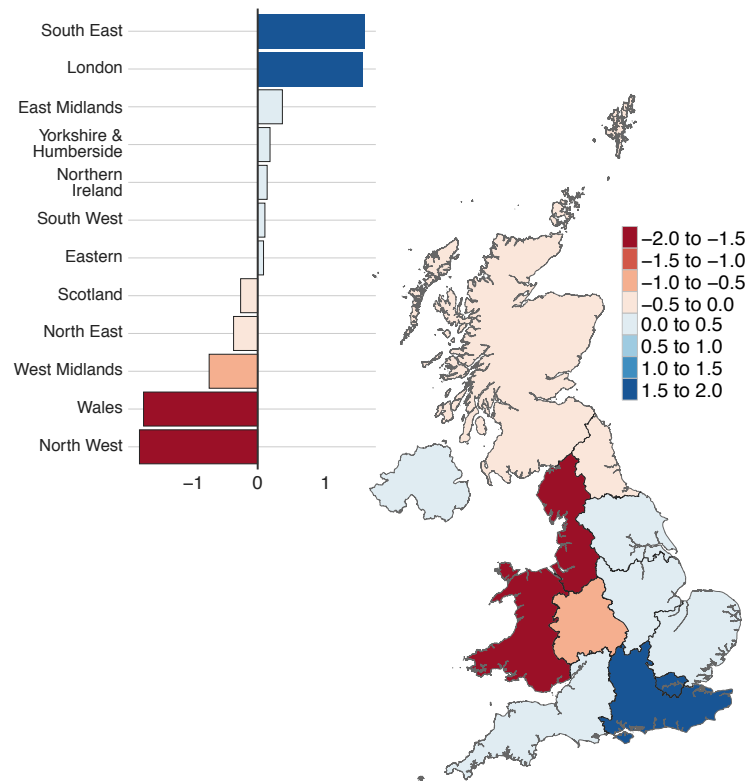 South East
London
East Midlands
Yorkshire &
Humberside
Northern
Ireland
South West
Eastern
Scotland
North East
West Midlands
Wales
North West
−1 0 1
−2.0 to −1.5
−1.5 to −1.0
−1.0 to −0.5
−0.5 to 0.0
0.0 to 0.5
0.5 to 1.0
1.0 to 1.5
1.5 to 2.0